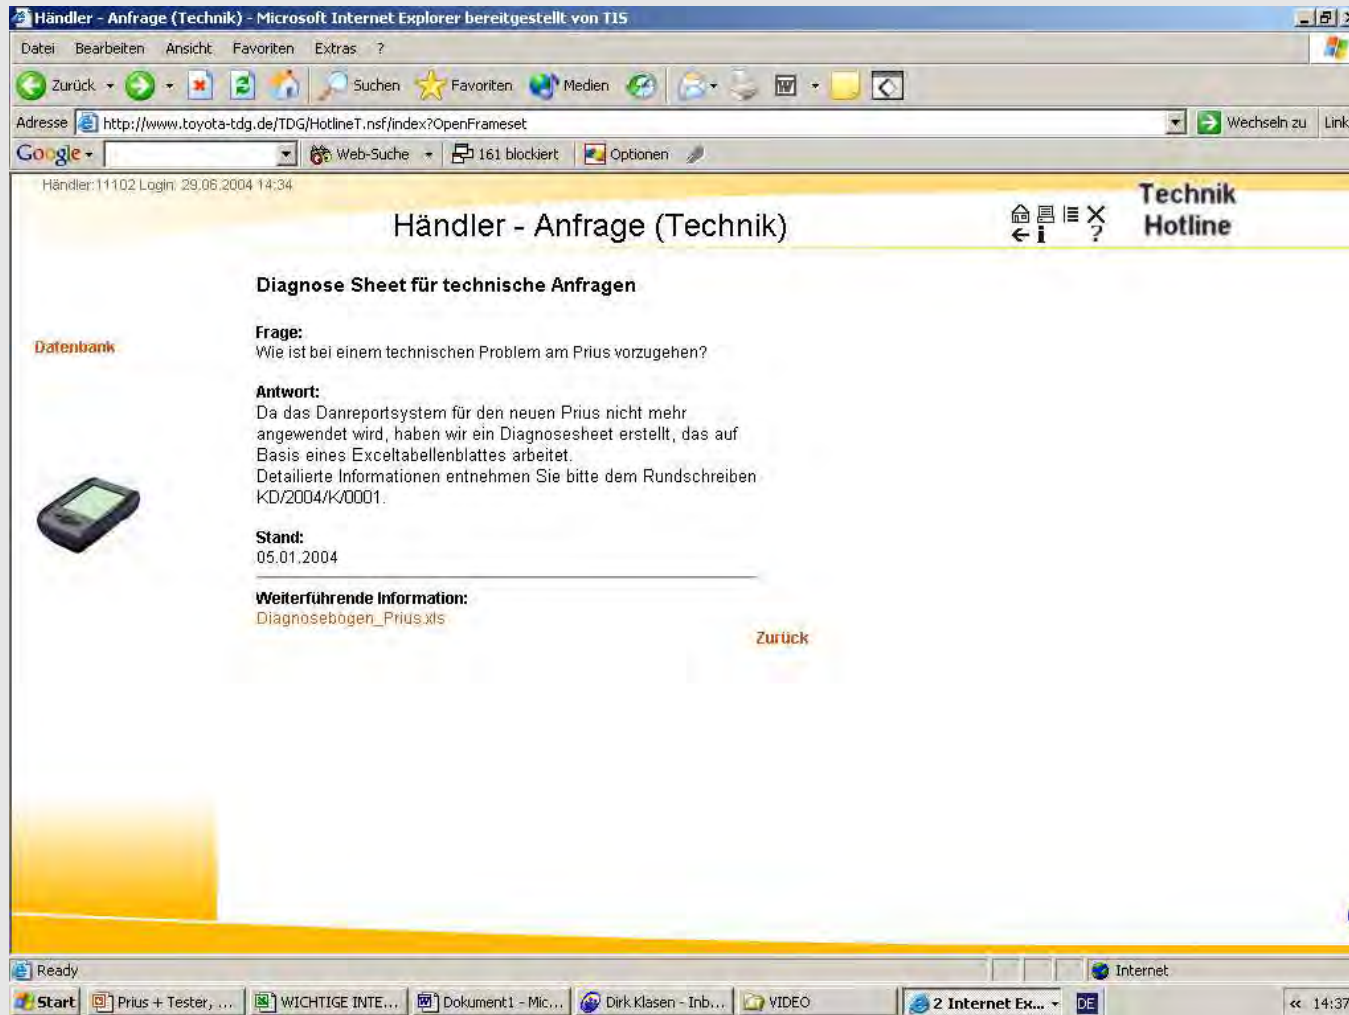 Händler - Anfrage (Technik) - Microsoft Internet Explorer bereitgestellt von T1S
Datei Bearbeiten Ansicht Favoriten Extras ?
Zurück Suchen Favoriten Medien
Adresse http://www.toyota-tdg.de/TDG/HotlineT.nsf/index?OpenFrameset Wechseln zu Link
Google Web-Suche 161 blockiert Optionen
Händler:11102 Login: 29.06.2004 14:34
Händler - Anfrage (Technik)
Technik
Hotline
Diagnose Sheet für technische Anfragen
Datenbank
Frage:
Wie ist bei einem technischen Problem am Prius vorzugehen?
Antwort:
Da das Danreportsystem für den neuen Prius nicht mehr
angewendet wird, haben wir ein Diagnosesheet erstellt, das auf
Basis eines Exceltabellenblattes arbeitet.
Detailierte Informationen entnehmen Sie bitte dem Rundschreiben
KD/2004/K/0001.
Stand:
05.01.2004
Weiterführende Information:
Diagnosebogen_Prius.xls
Zurück
Ready Internet
Start Prius + Tester, ... WICHTIGE INTE... Dokument1 - Mic... Dirk Klasen - Inb... VIDEO 2 Internet Ex... DE « 14:37